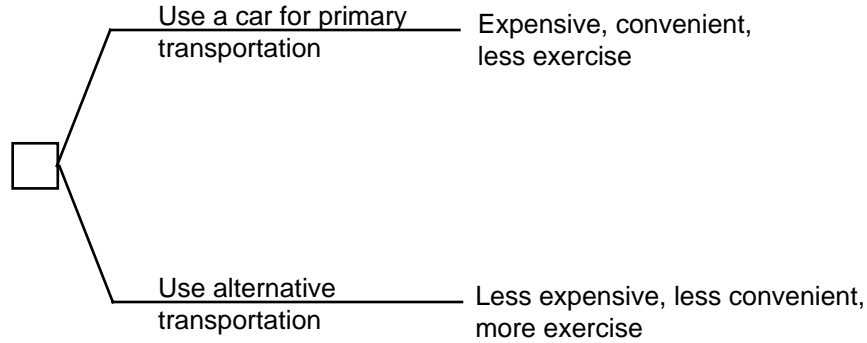 Use a car for primary
transportation
Expensive, convenient,
less exercise
Use alternative
transportation
Less expensive, less convenient,
more exercise